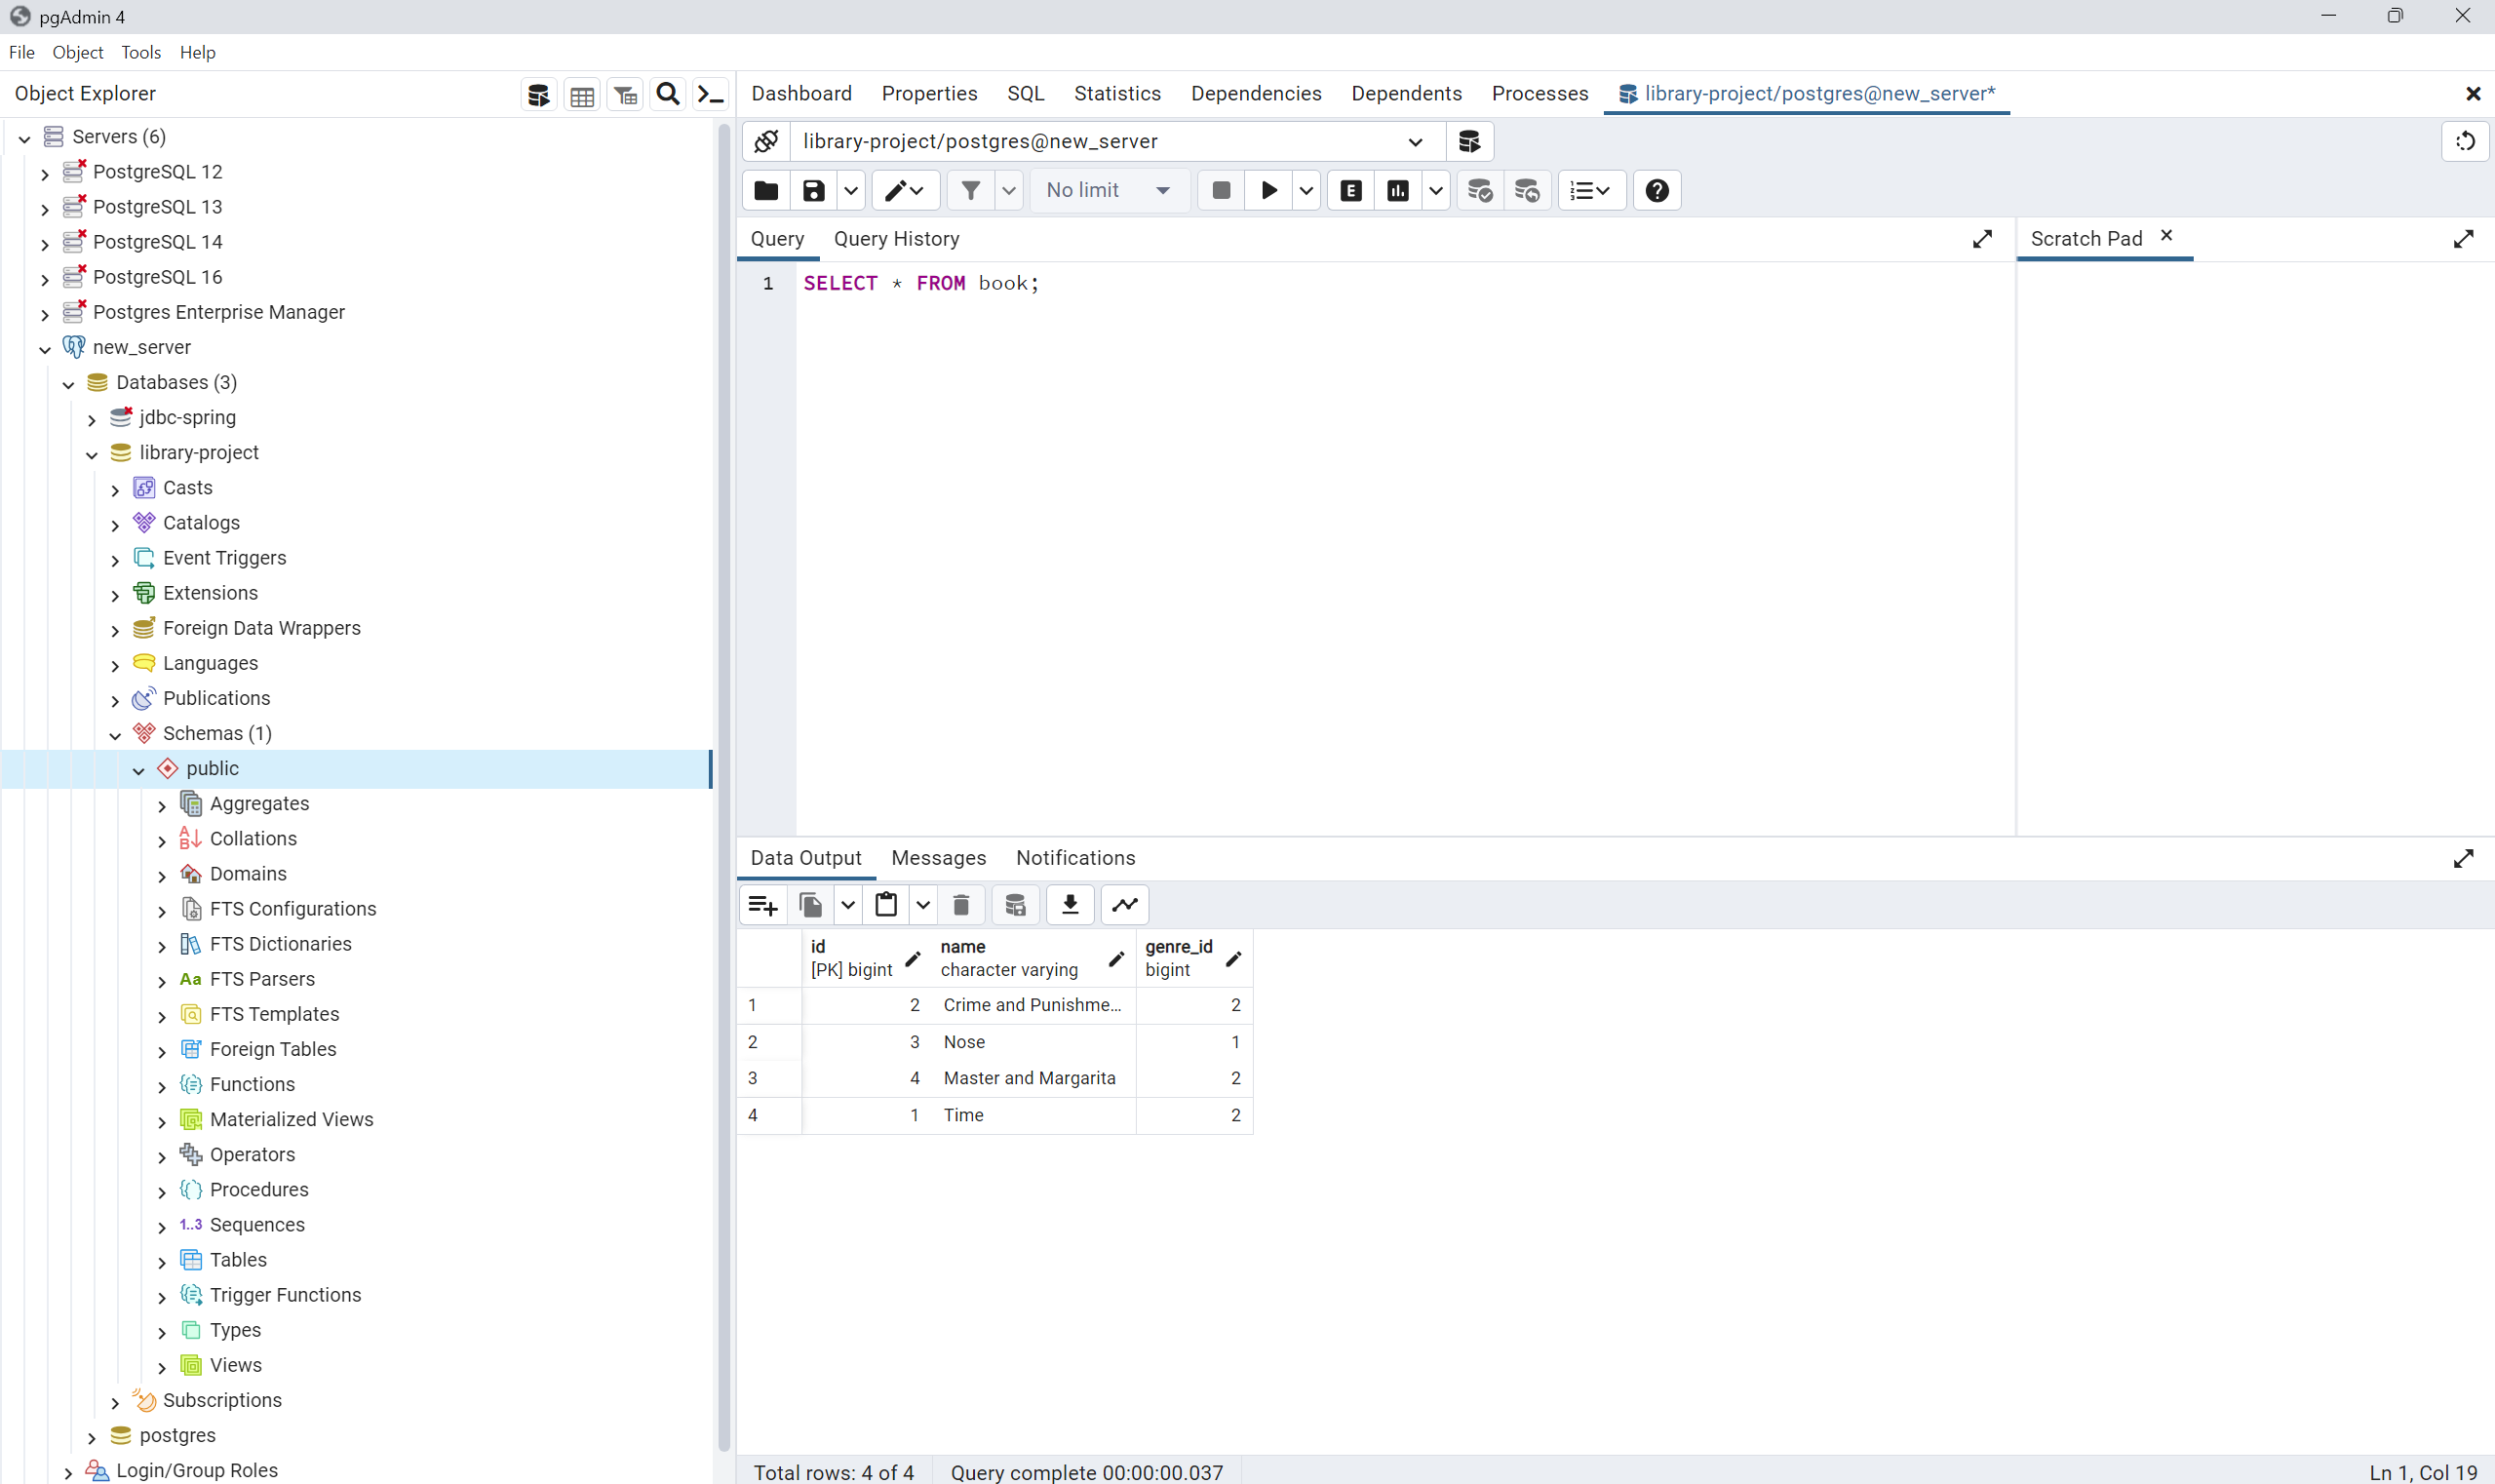 pgAdmin 4
File Object Tools Help
Object Explorer
Dashboard Properties SQL Statistics Dependencies Dependents Processes library-project/postgres@new_server*
Servers (6)
PostgreSQL 12
PostgreSQL 13
PostgreSQL 14
PostgreSQL 16
Postgres Enterprise Manager
new_server
Databases (3)
jdbc-spring
library-project
Casts
Catalogs
Event Triggers
Extensions
Foreign Data Wrappers
Languages
Publications
Schemas (1)
public
Aggregates
Collations
Domains
FTS Configurations
FTS Dictionaries
Aa FTS Parsers
FTS Templates
Foreign Tables
Functions
Materialized Views
Operators
Procedures
1..3 Sequences
Tables
Trigger Functions
Types
Views
Subscriptions
postgres
Login/Group Roles
library-project/postgres@new_server
No limit
E
Query Query History
Scratch Pad
1 SELECT * FROM book;
Data Output Messages Notifications
id name genre_id
[PK] bigint character varying bigint
1 2 Crime and Punishme... 2
2 3 Nose 1
3 4 Master and Margarita 2
4 1 Time 2
Total rows: 4 of 4 Query complete 00:00:00.037 Ln 1, Col 19